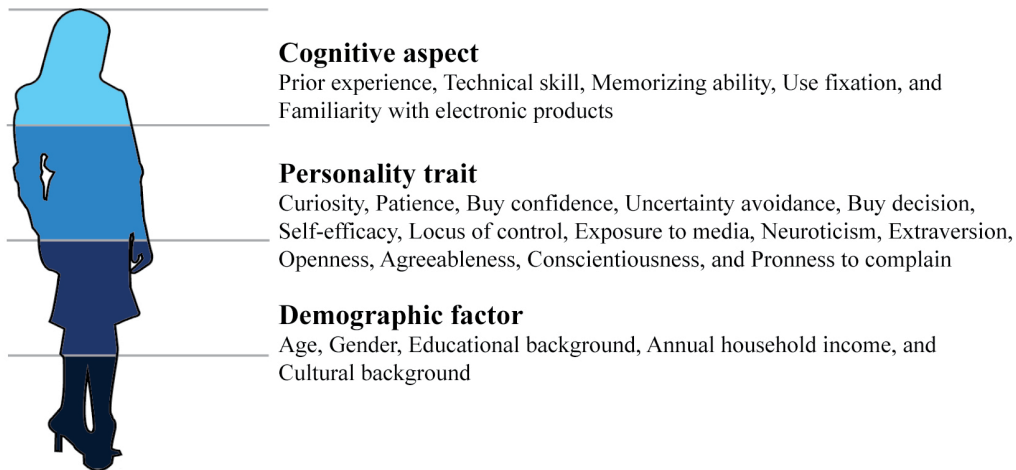 Cognitive aspect
Prior experience, Technical skill, Memorizing ability, Use fixation, and
Familiarity with electronic products
Personality trait
Curiosity, Patience, Buy confidence, Uncertainty avoidance, Buy decision,
Self-efficacy, Locus of control, Exposure to media, Neuroticism, Extraversion,
Openness, Agreeableness, Conscientiousness, and Pronness to complain
Demographic factor
Age, Gender, Educational background, Annual household income, and
Cultural background